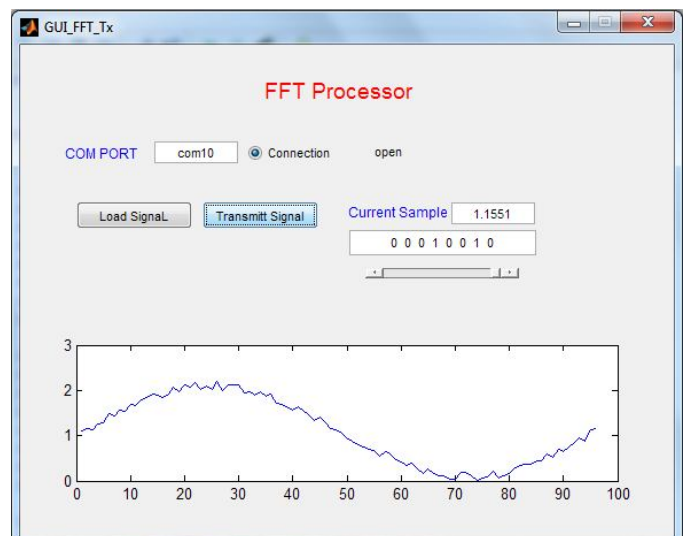 GUI_FFT_Tx
FFT Processor
COM PORT com10 Connection open
Load SignaL Transmitt Signal Current Sample 1.1551
0 0 0 1 0 0 1 0
3
2
1
0
0 10 20 30 40 50 60 70 80 90 100